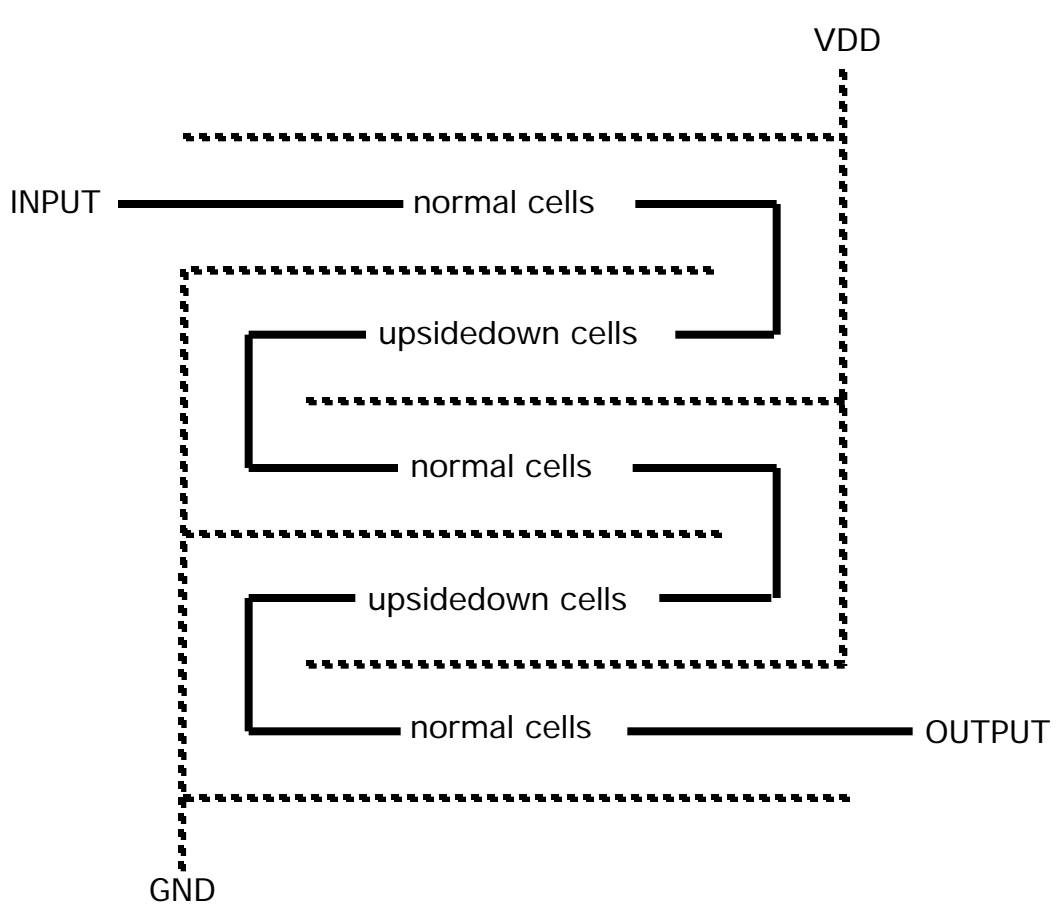 VDD
INPUT
normal cells
upsidedown cells
normal cells
upsidedown cells
normal cells
OUTPUT
GND